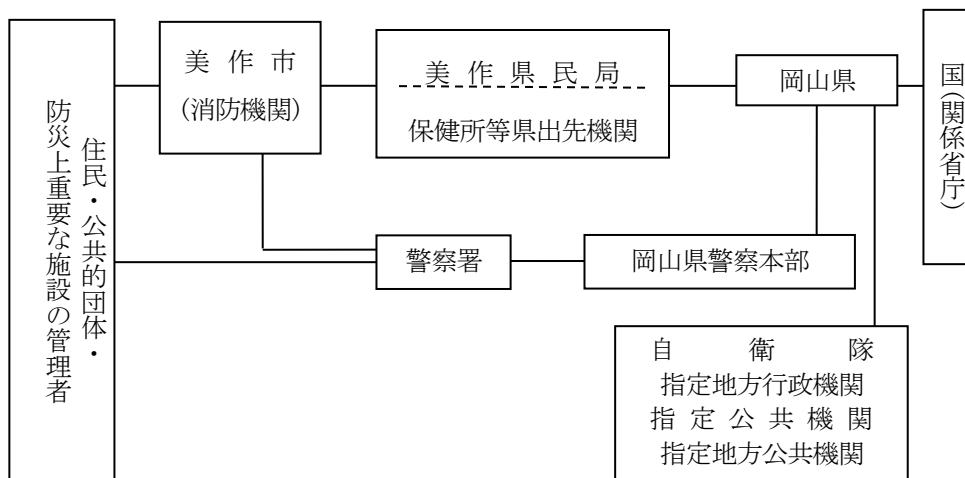 住民・公共的団体・
防災上重要な施設の管理者
美作市
(消防機関)
美作県民局
保健所等県出先機関
岡山県
国(関係省庁)
警察署
岡山県警察本部
自衛隊
指定地方行政機関
指定公共機関
指定地方公共機関